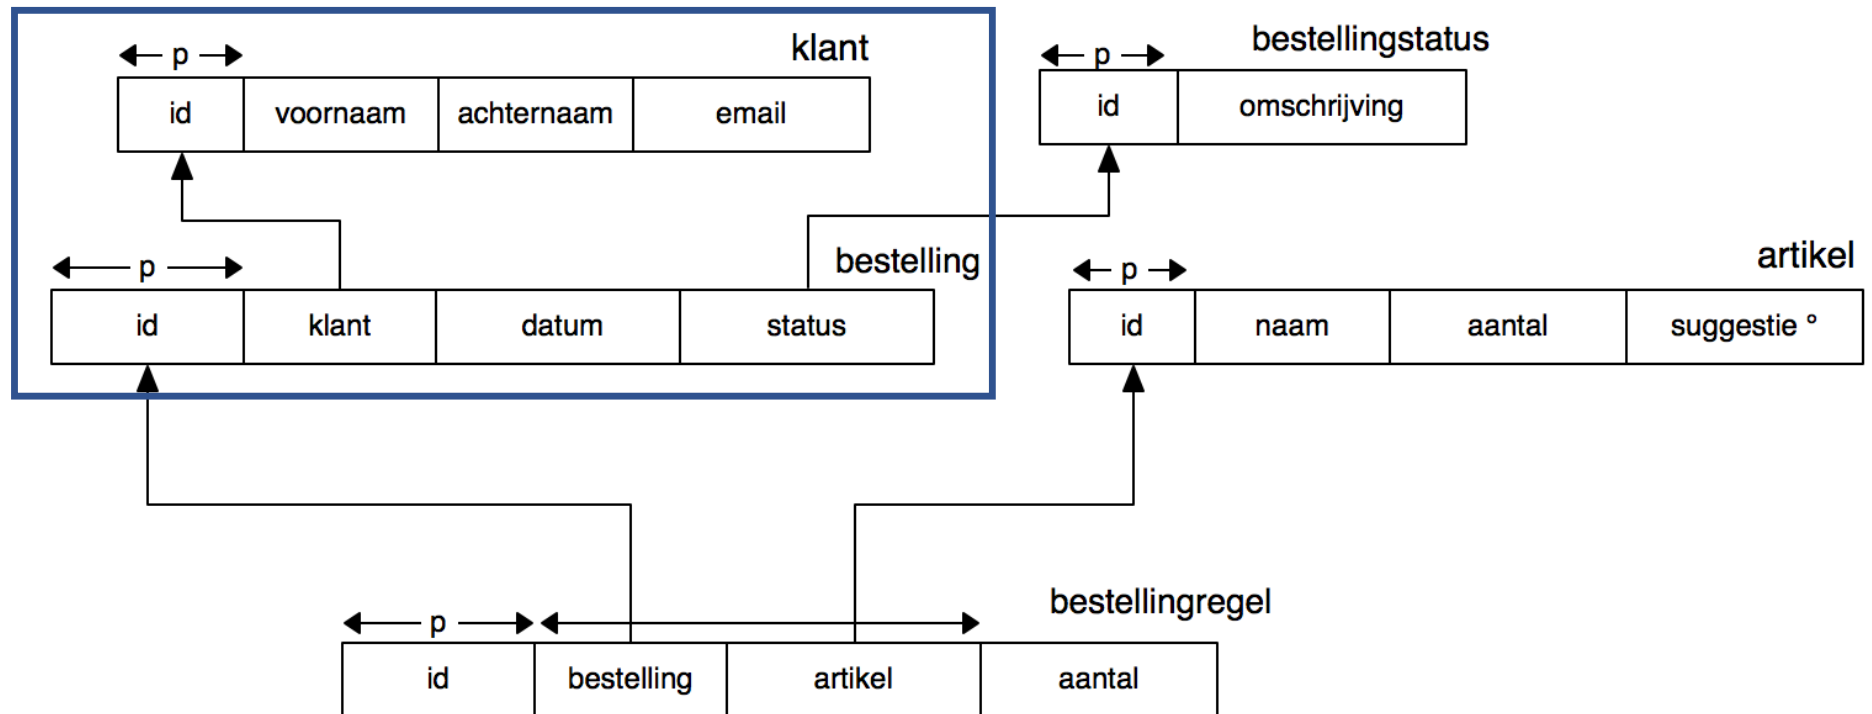 klant
p
id voornaam achternaam email
bestellingstatus
p
id omschrijving
bestelling
p
id klant datum status
artikel
p
id naam aantal suggestie °
bestellingregel
p
id bestelling artikel aantal